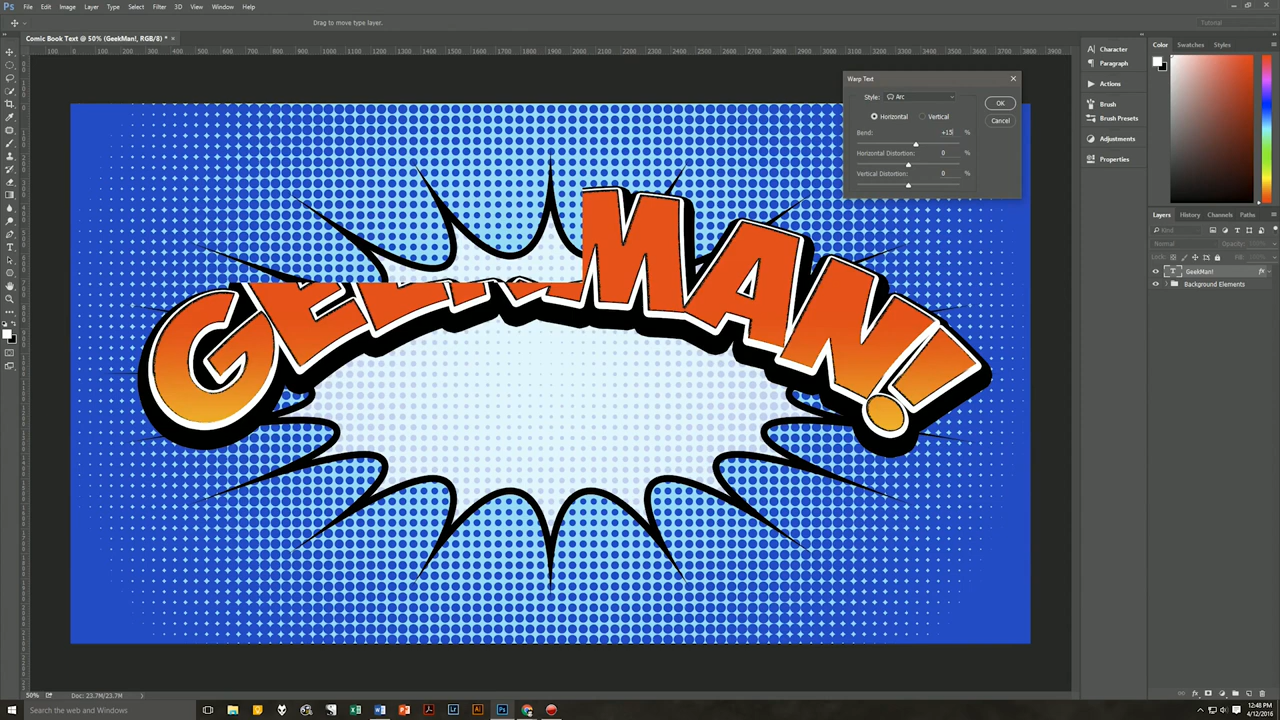 Ps File Edit Image Layer Type Select Filter 3D View Window Help
Drag to move type layer.
Tutorial
Comic Book Text @ 50% (GeekMan!, RGB/8) * ×
Warp Text
Style: Arc
OK
Horizontal Vertical
Cancel
Bend: +15 %
Horizontal Distortion: 0 %
Vertical Distortion: 0 %
GEEKMAN!
Character
Paragraph
Actions
Brush
Brush Presets
Adjustments
Properties
Color Swatches Styles
Layers History Channels Paths
Kind
Normal Opacity: 100%
Lock: Fill: 100%
GeekMan! fx
Background Elements
50% Doc: 23.7M/23.7M
Search the web and Windows
12:48 PM
4/12/2016